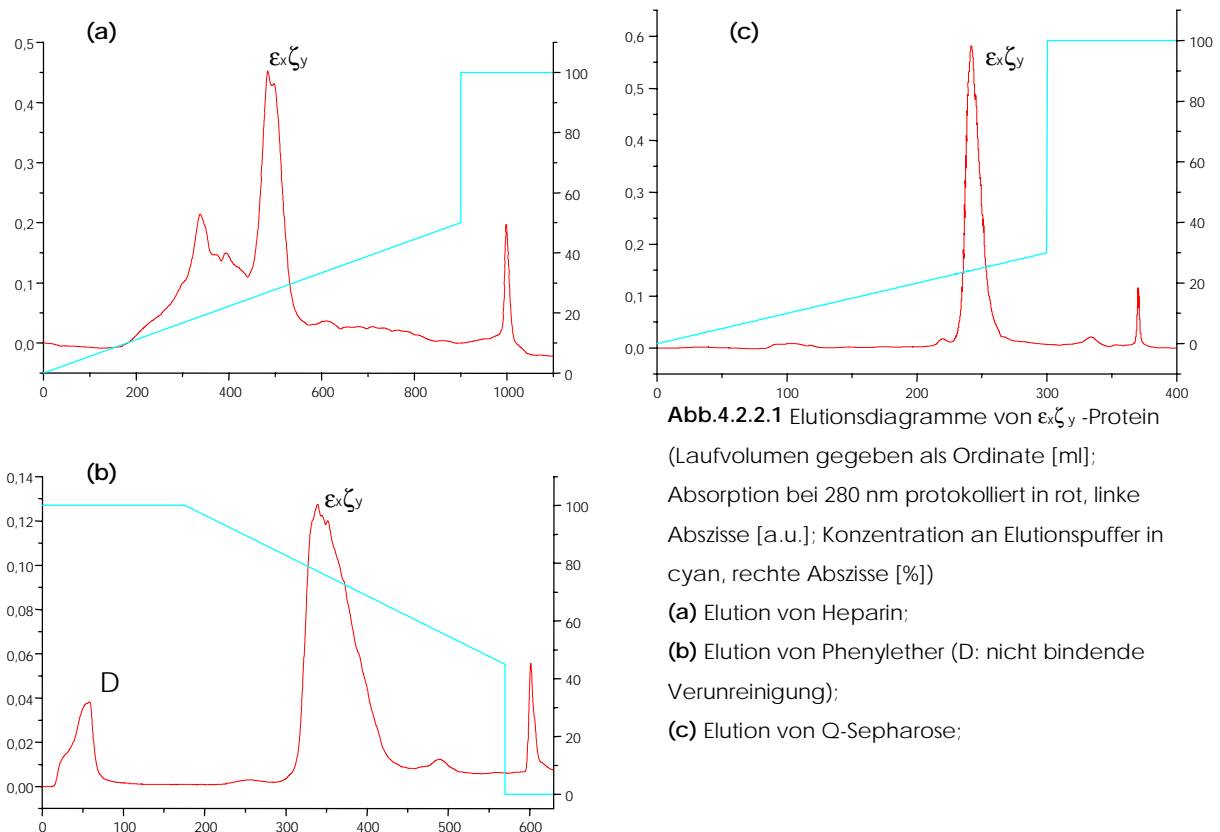 (a)
εxζy
0,5
0,4
0,3
0,2
0,1
0,0
100
80
60
40
20
0
0 200 400 600 800 1000
(c)
εxζy
0,6
0,5
0,4
0,3
0,2
0,1
0,0
100
80
60
40
20
0
0 100 200 300 400
(b)
εxζy
D
0,14
0,12
0,10
0,08
0,06
0,04
0,02
0,00
100
80
60
40
20
0
0 100 200 300 400 500 600
Abb.4.2.2.1 Elutionsdiagramme von εxζy -Protein
(Laufvolumen gegeben als Ordinate [ml];
Absorption bei 280 nm protokolliert in rot, linke
Abszisse [a.u.]; Konzentration an Elutionspuffer in
cyan, rechte Abszisse [%])
(a) Elution von Heparin;
(b) Elution von Phenylether (D: nicht bindende
Verunreinigung);
(c) Elution von Q-Sepharose;